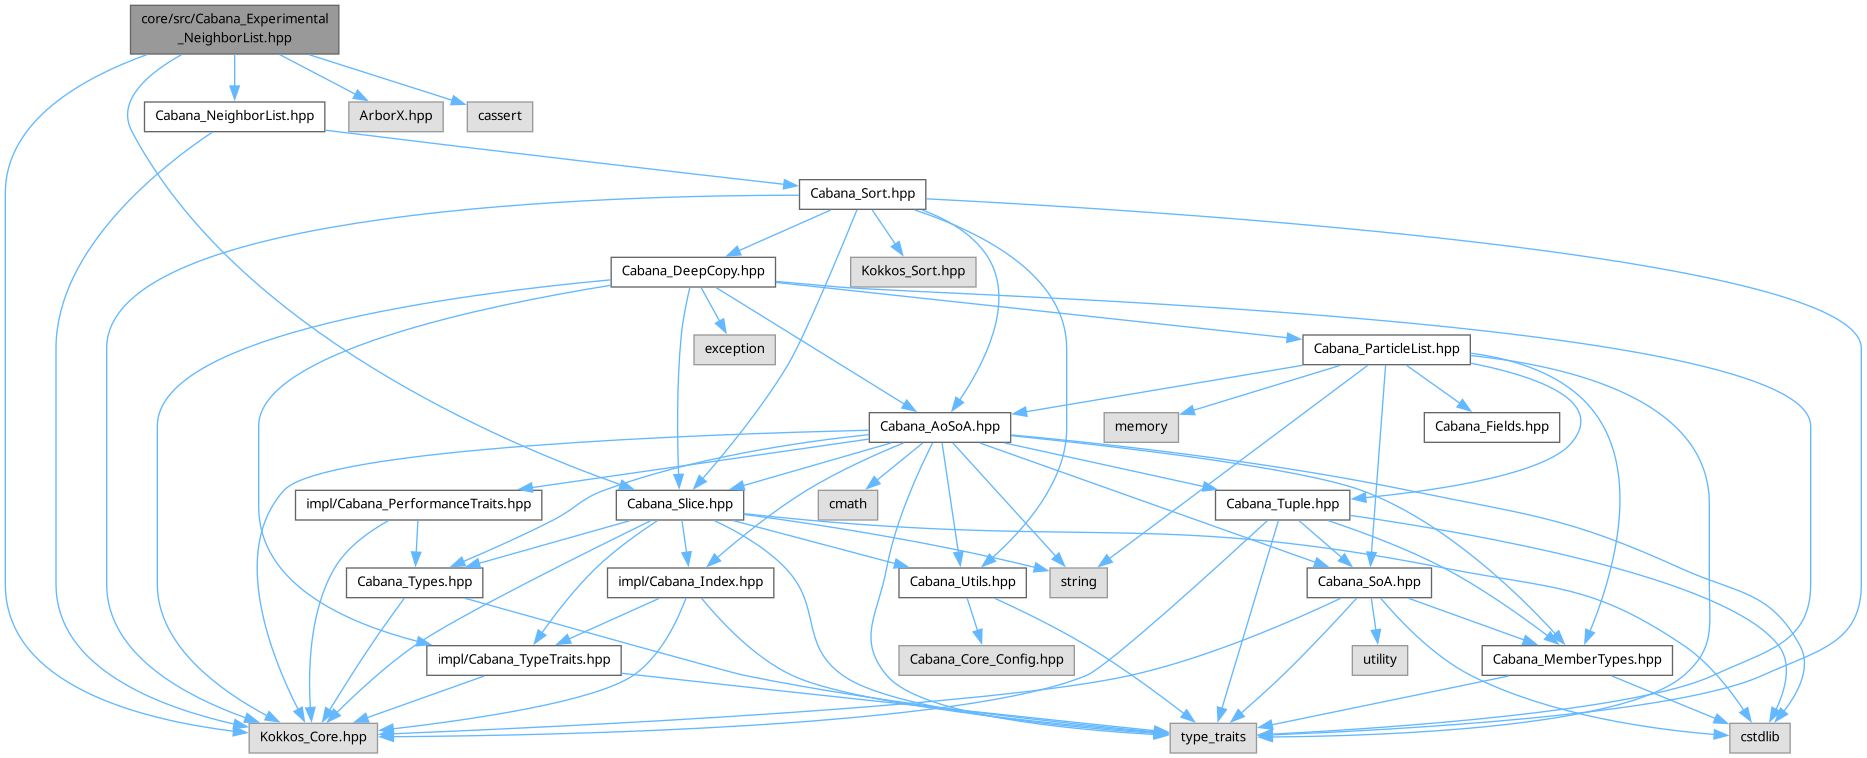 core/src/Cabana_Experimental
_NeighborList.hpp
Cabana_NeighborList.hpp
ArborX.hpp
cassert
Cabana_Sort.hpp
Cabana_DeepCopy.hpp
Kokkos_Sort.hpp
exception
Cabana_ParticleList.hpp
Cabana_AoSoA.hpp
memory
Cabana_Fields.hpp
impl/Cabana_PerformanceTraits.hpp
Cabana_Slice.hpp
cmath
Cabana_Tuple.hpp
Cabana_Types.hpp
impl/Cabana_Index.hpp
Cabana_Utils.hpp
string
Cabana_SoA.hpp
impl/Cabana_TypeTraits.hpp
Cabana_Core_Config.hpp
utility
Cabana_MemberTypes.hpp
Kokkos_Core.hpp
type_traits
cstdlib